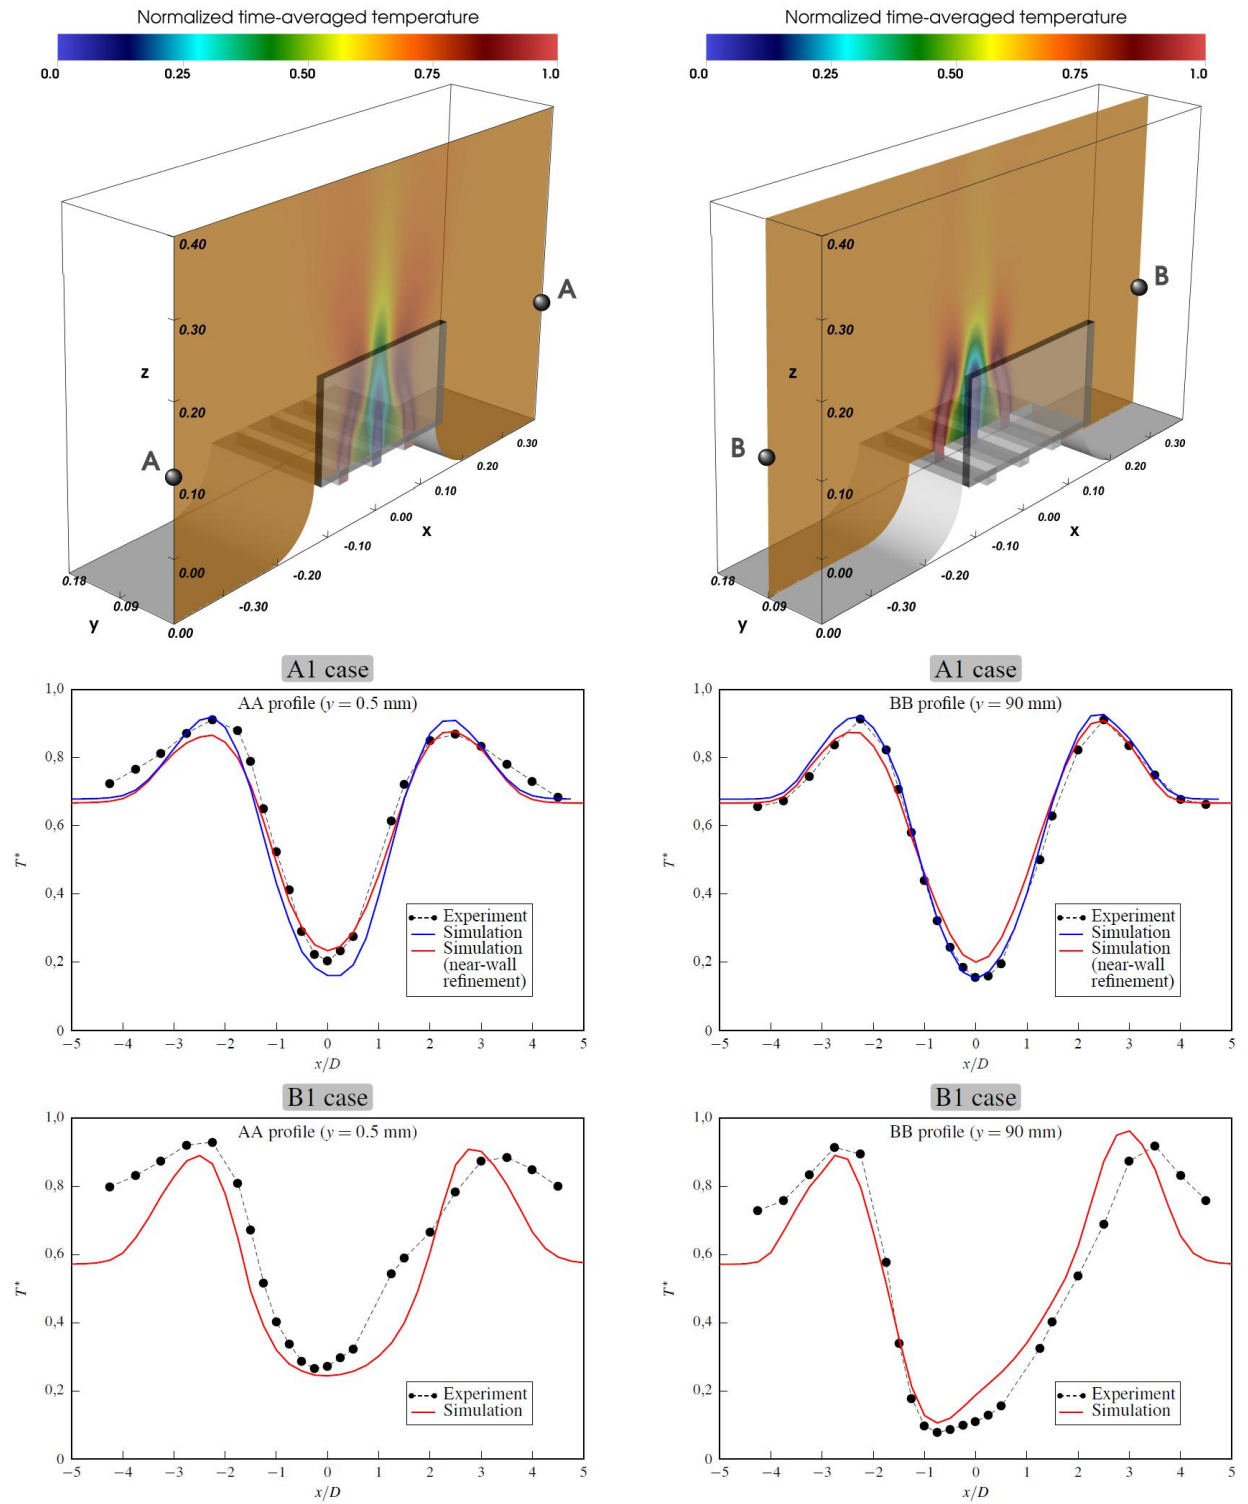 Normalized time-averaged temperature
0.0 0.25 0.50 0.75 1.0
A
0.40
0.30
z
0.20
A
0.10
0.00
0.30
0.20
0.10
0.00
x
-0.10
-0.20
-0.30
0.18
0.09
y
0.00
Normalized time-averaged temperature
0.0 0.25 0.50 0.75 1.0
B
0.40
0.30
z
0.20
B
0.10
0.00
0.30
0.20
0.10
0.00
x
-0.10
-0.20
-0.30
0.18
0.09
y
0.00
A1 case
AA profile (y = 0.5 mm)
1,0
0,8
0,6
T*
0,4
0,2
0
Experiment
Simulation
Simulation
(near-wall
refinement)
−5 −4 −3 −2 −1 0 1 2 3 4 5
x/D
A1 case
BB profile (y = 90 mm)
1,0
0,8
0,6
T*
0,4
0,2
0
Experiment
Simulation
Simulation
(near-wall
refinement)
−5 −4 −3 −2 −1 0 1 2 3 4 5
x/D
B1 case
AA profile (y = 0.5 mm)
1,0
0,8
0,6
T*
0,4
0,2
0
Experiment
Simulation
−5 −4 −3 −2 −1 0 1 2 3 4 5
x/D
B1 case
BB profile (y = 90 mm)
1,0
0,8
0,6
T*
0,4
0,2
0
Experiment
Simulation
−5 −4 −3 −2 −1 0 1 2 3 4 5
x/D